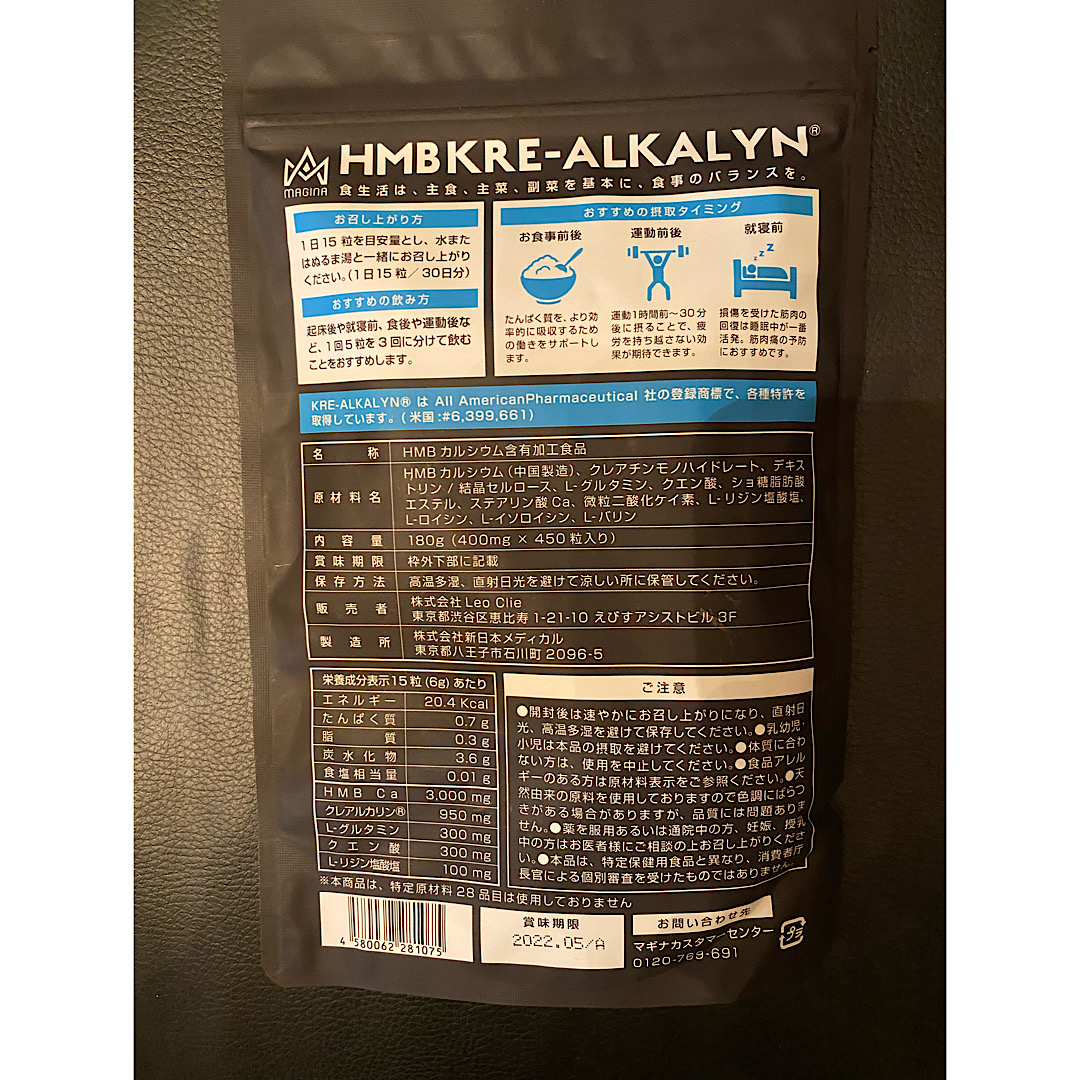 MAGINA
HMBKRE-ALKALYN®
食生活は、主食、主菜、副菜を基本に、食事のバランスを。
お召し上がり方
1日15粒を目安量とし、水また
はぬるま湯と一緒にお召し上がり
ください。(1日15粒/30日分)
おすすめの飲み方
起床後や就寝前、食後や運動後な
ど、1回5粒を3回に分けて飲む
ことをおすすめします。
おすすめの摂取タイミング
お食事前後
たんぱく質を、より効
率的に吸収するため
の働きをサポートし
ます。
運動前後
運動1時間前〜30分
後に摂ることで、疲
労を持ち越さない効
果が期待できます。
就寝前
zzZ
損傷を受けた筋肉の
回復は睡眠中が一番
活発。筋肉痛の予防
におすすめです。
KRE-ALKALYN® は All AmericanPharmaceutical 社の登録商標で、各種特許を
取得しています。(米国:#6,399,661)
名称 HMBカルシウム含有加工食品
原材料名 HMBカルシウム(中国製造)、クレアチンモノハイドレート、デキス
トリン/結晶セルロース、L-グルタミン、クエン酸、ショ糖脂肪酸
エステル、ステアリン酸Ca、微粒二酸化ケイ素、L-リジン塩酸塩、
L-ロイシン、L-イソロイシン、L-バリン
内容量 180g(400mg × 450粒入り)
賞味期限 枠外下部に記載
保存方法 高温多湿、直射日光を避けて涼しい所に保管してください。
販売者 株式会社Leo Clie
東京都渋谷区恵比寿1-21-10 えびすアシストビル3F
製造所 株式会社新日本メディカル
東京都八王子市石川町2096-5
栄養成分表示15粒(6g)あたり
エネルギー 20.4Kcal
たんぱく質 0.7g
脂質 0.3g
炭水化物 3.6g
食塩相当量 0.01g
HMB Ca 3,000mg
クレアルカリン® 950mg
L-グルタミン 300mg
クエン酸 300mg
L-リジン塩酸塩 100mg
ご注意
●開封後は速やかにお召し上がりになり、直射日
光、高温多湿を避けて保存してください。●乳幼児・
小児は本品の摂取を避けてください。●体質に合わ
ない方は、使用を中止してください。●食品アレル
ギーのある方は原材料表示をご参照ください。●天
然由来の原料を使用しておりますので色調にばらつ
きがある場合がありますが、品質には問題ありま
せん。●薬を服用あるいは通院中の方、妊娠、授乳
中の方はお医者様にご相談の上お召し上がりくださ
い。●本品は、特定保健用食品と異なり、消費者庁
長官による個別審査を受けたものではありません。
※本商品は、特定原材料28品目は使用しておりません
4 580062 281075
賞味期限
2022.05/A
お問い合わせ先
マギナカスタマーセンター
0120-769-691
プラ